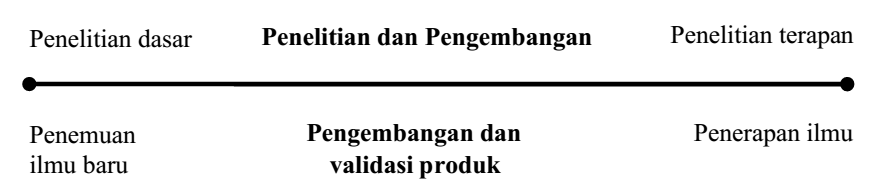 Penelitian dasar
Penelitian dan Pengembangan
Penelitian terapan
Penemuan
ilmu baru
Pengembangan dan
validasi produk
Penerapan ilmu